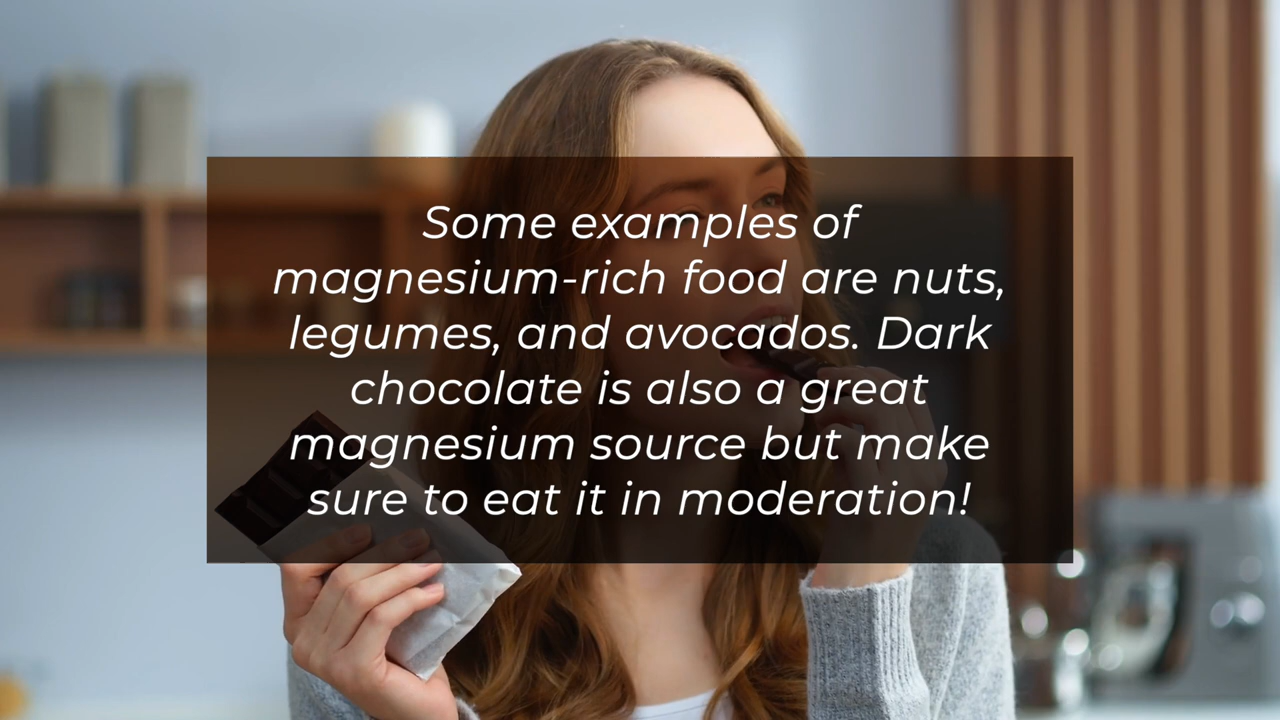 Some examples of
magnesium-rich food are nuts,
legumes, and avocados. Dark
chocolate is also a great
magnesium source but make
sure to eat it in moderation!